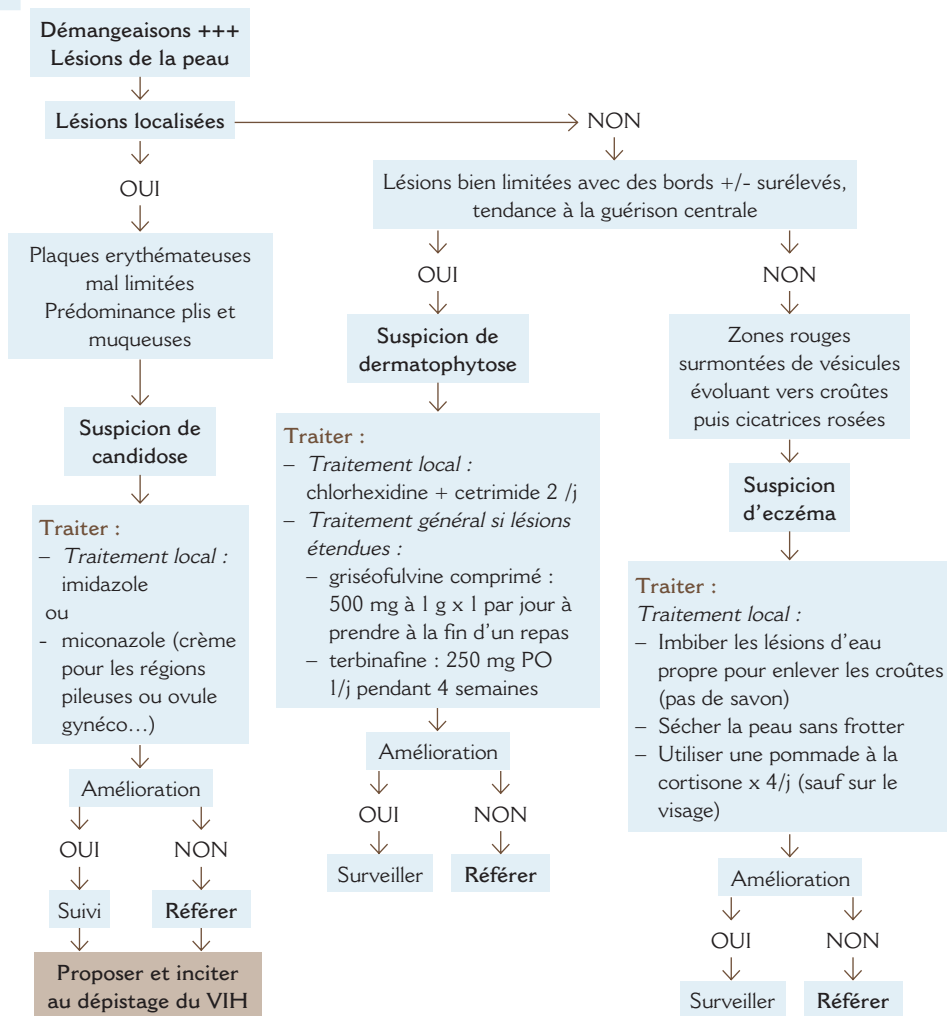 Démangeaisons +++
Lésions de la peau
Lésions localisées
NON
OUI
Plaques erythémateuses
mal limitées
Prédominance plis et
muqueuses
Suspicion de
candidose
Traiter :
– Traitement local :
imidazole
ou
- miconazole (crème
pour les régions
pileuses ou ovule
gynéco…)
Amélioration
OUI
NON
Suivi
Référer
Proposer et inciter
au dépistage du VIH
Lésions bien limitées avec des bords +/- surélevés,
tendance à la guérison centrale
OUI
NON
Suspicion de
dermatophytose
Traiter :
– Traitement local :
chlorhexidine + cetrimide 2 /j
– Traitement général si lésions
étendues :
– griséofulvine comprimé :
500 mg à 1 g x 1 par jour à
prendre à la fin d’un repas
– terbinafine : 250 mg PO
1/j pendant 4 semaines
Amélioration
OUI
NON
Surveiller
Référer
Zones rouges
surmontées de vésicules
évoluant vers croûtes
puis cicatrices rosées
Suspicion
d’eczéma
Traiter :
Traitement local :
– Imbiber les lésions d’eau
propre pour enlever les croûtes
(pas de savon)
– Sécher la peau sans frotter
– Utiliser une pommade à la
cortisone x 4/j (sauf sur le
visage)
Amélioration
OUI
NON
Surveiller
Référer